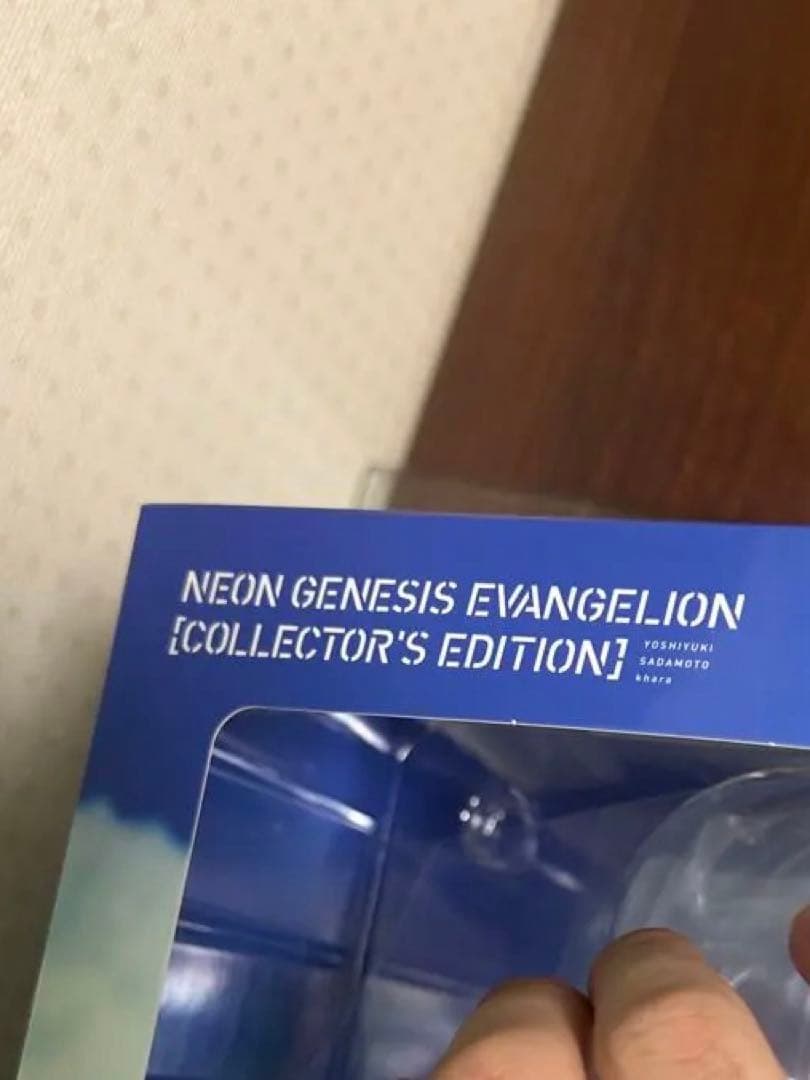 NEON GENESIS EVANGELION
[COLLECTOR'S EDITION]
YOSHIYUKI
SADAMOTO
khara